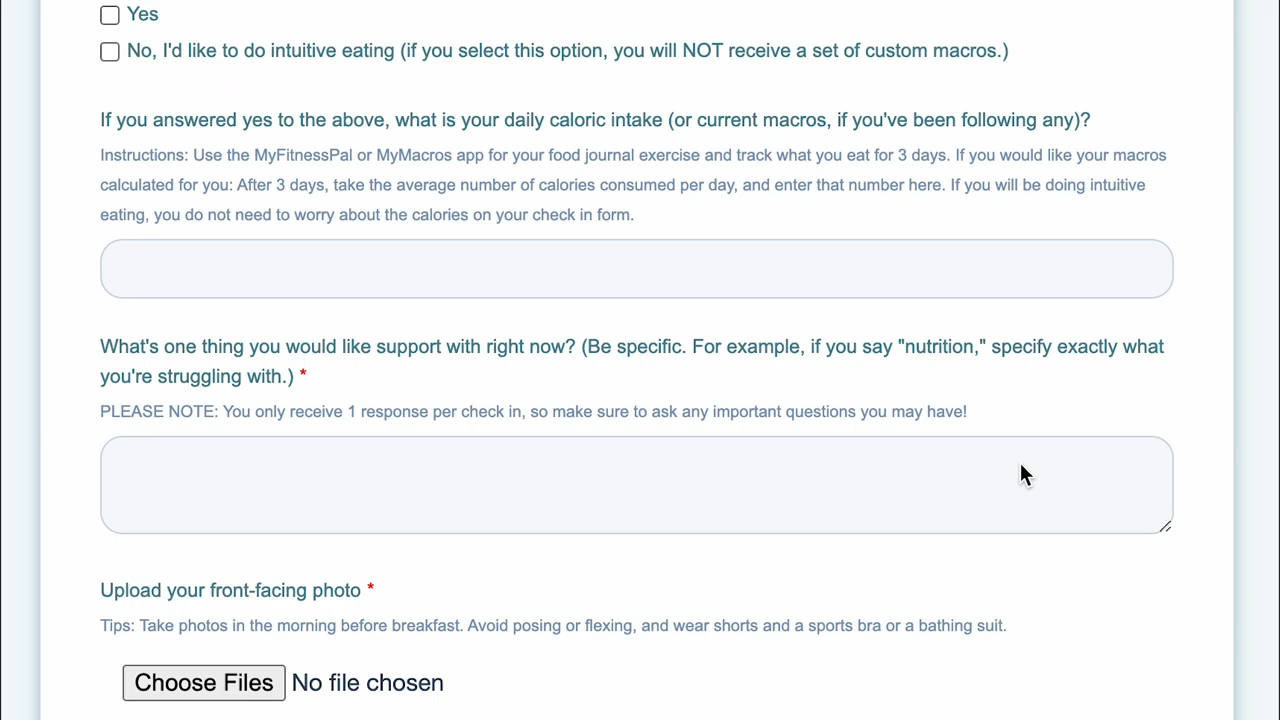 Yes
No, I'd like to do intuitive eating (if you select this option, you will NOT receive a set of custom macros.)
If you answered yes to the above, what is your daily caloric intake (or current macros, if you've been following any)?
Instructions: Use the MyFitnessPal or MyMacros app for your food journal exercise and track what you eat for 3 days. If you would like your macros
calculated for you: After 3 days, take the average number of calories consumed per day, and enter that number here. If you will be doing intuitive
eating, you do not need to worry about the calories on your check in form.
What's one thing you would like support with right now? (Be specific. For example, if you say "nutrition," specify exactly what
you're struggling with.) *
PLEASE NOTE: You only receive 1 response per check in, so make sure to ask any important questions you may have!
Upload your front-facing photo *
Tips: Take photos in the morning before breakfast. Avoid posing or flexing, and wear shorts and a sports bra or a bathing suit.
Choose Files No file chosen